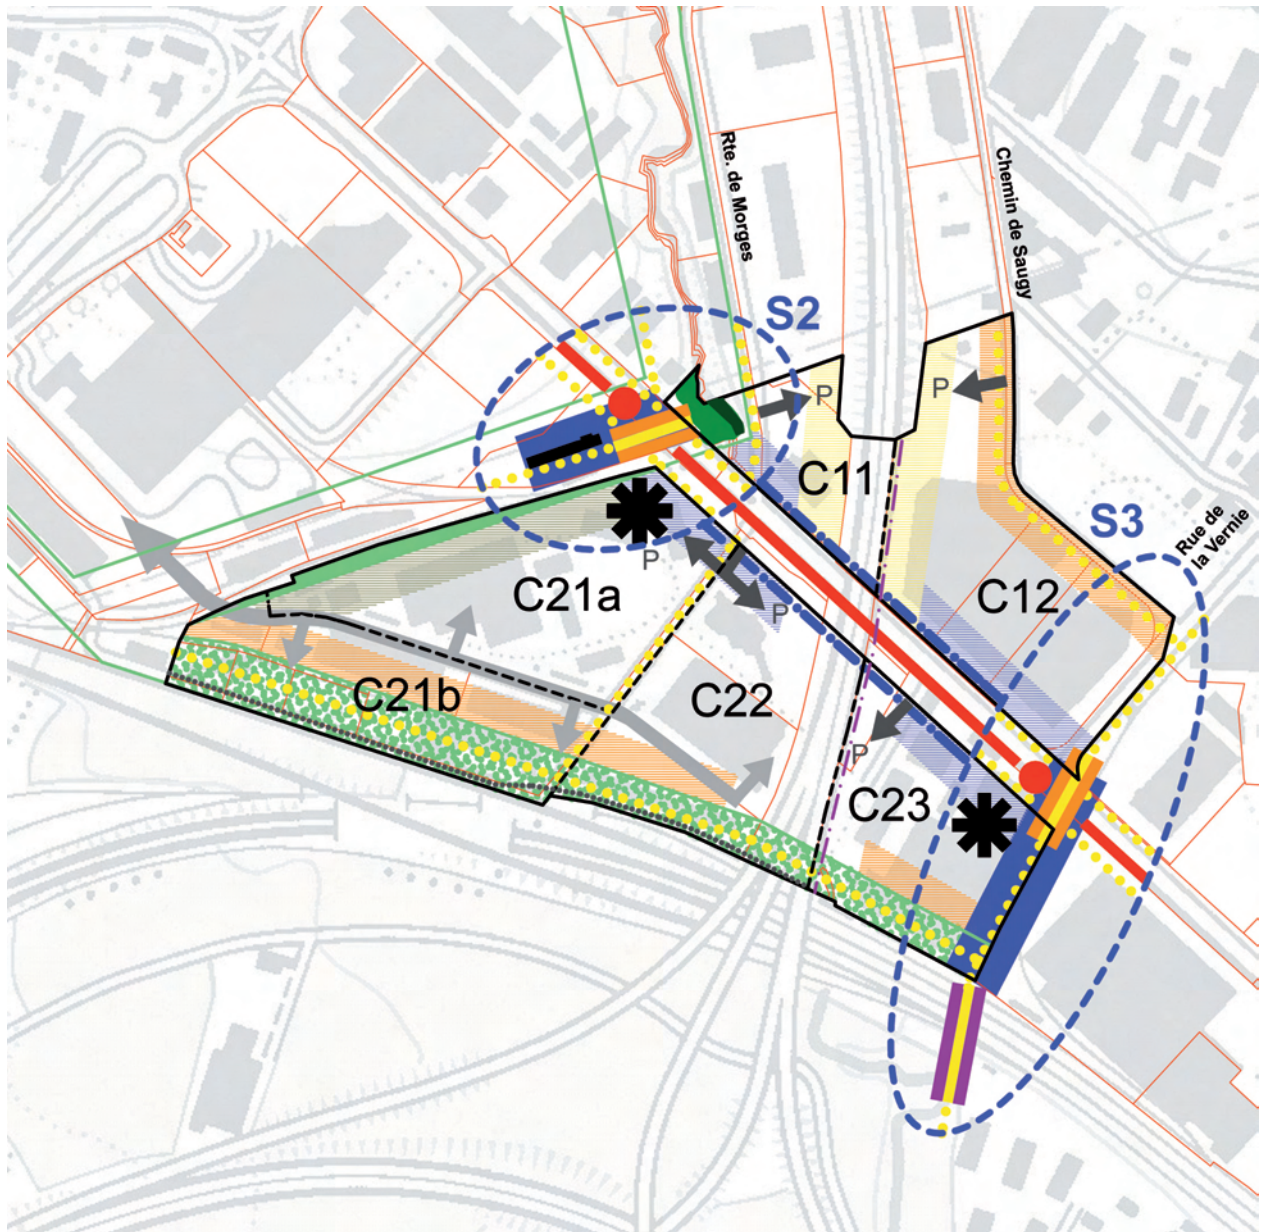 Rte. de Morges
Chemin de Saugy
S2
P
P
C11
S3
Rue de
la Vernie
P
C21a
C12
P
C21b
C22
P
C23